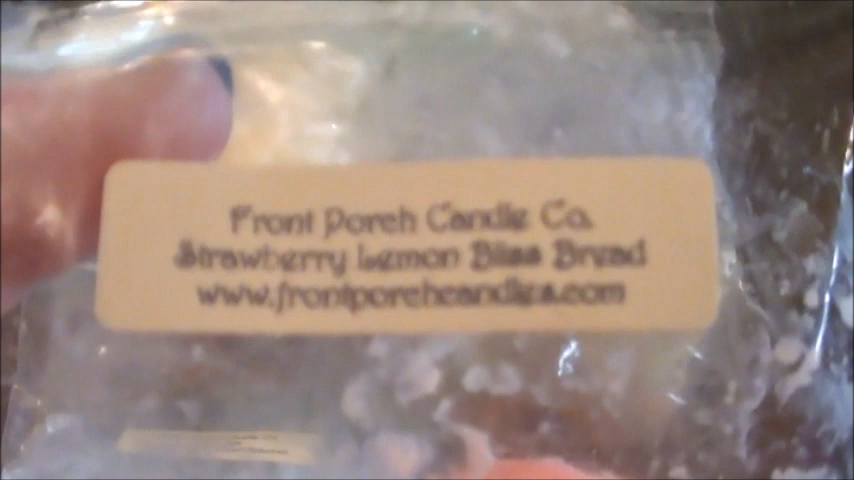 Front Porch Candle Co.
Strawberry Lemon Bliss Bread
www.frontporchcandles.com